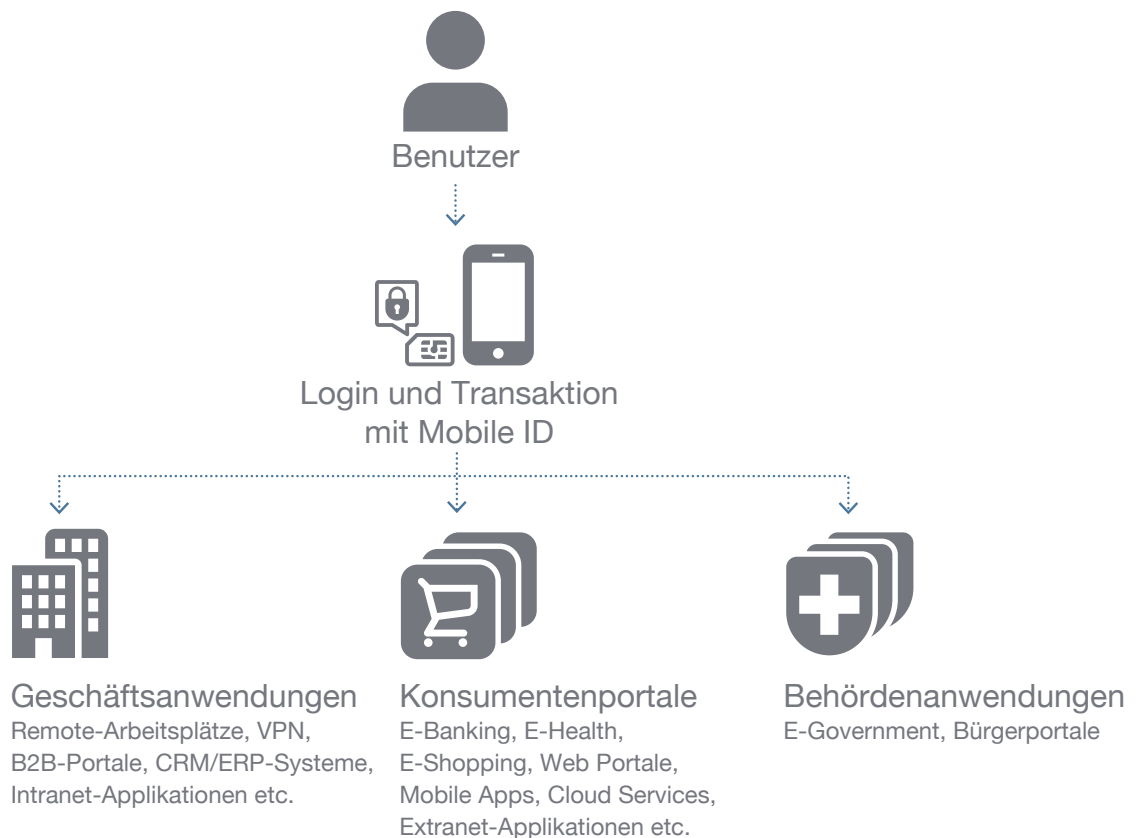 Benutzer
Login und Transaktion
mit Mobile ID
Geschäftsanwendungen
Remote-Arbeitsplätze, VPN,
B2B-Portale, CRM/ERP-Systeme,
Intranet-Applikationen etc.
Konsumentenportale
E-Banking, E-Health,
E-Shopping, Web Portale,
Mobile Apps, Cloud Services,
Extranet-Applikationen etc.
Behördenanwendungen
E-Government, Bürgerportale